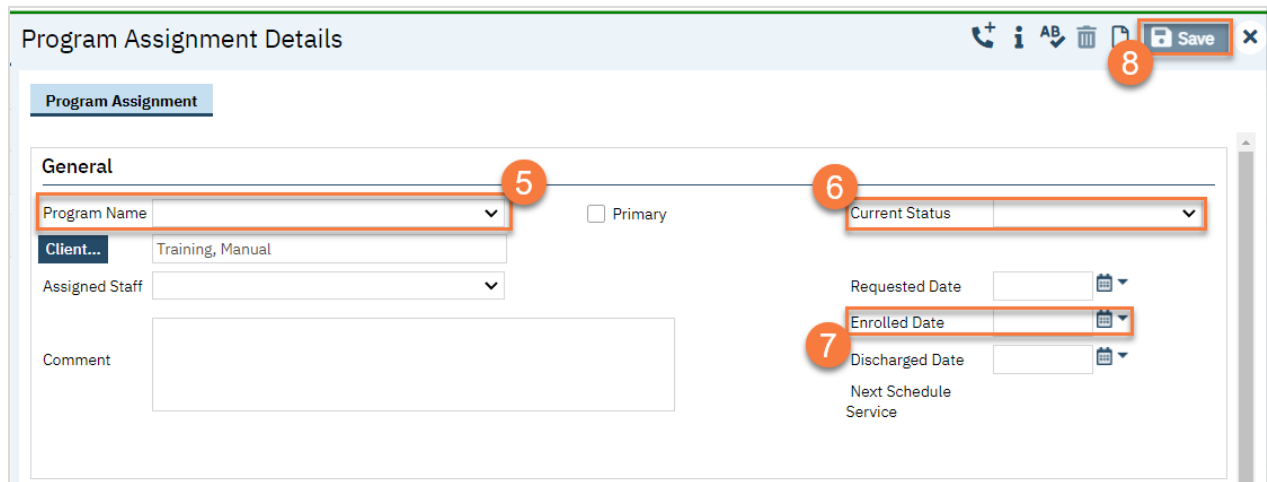 Program Assignment Details
AB
Save
8
Program Assignment
General
5
6
Program Name
Primary
Current Status
Client...
Training, Manual
Assigned Staff
Requested Date
Enrolled Date
7
Comment
Discharged Date
Next Schedule
Service